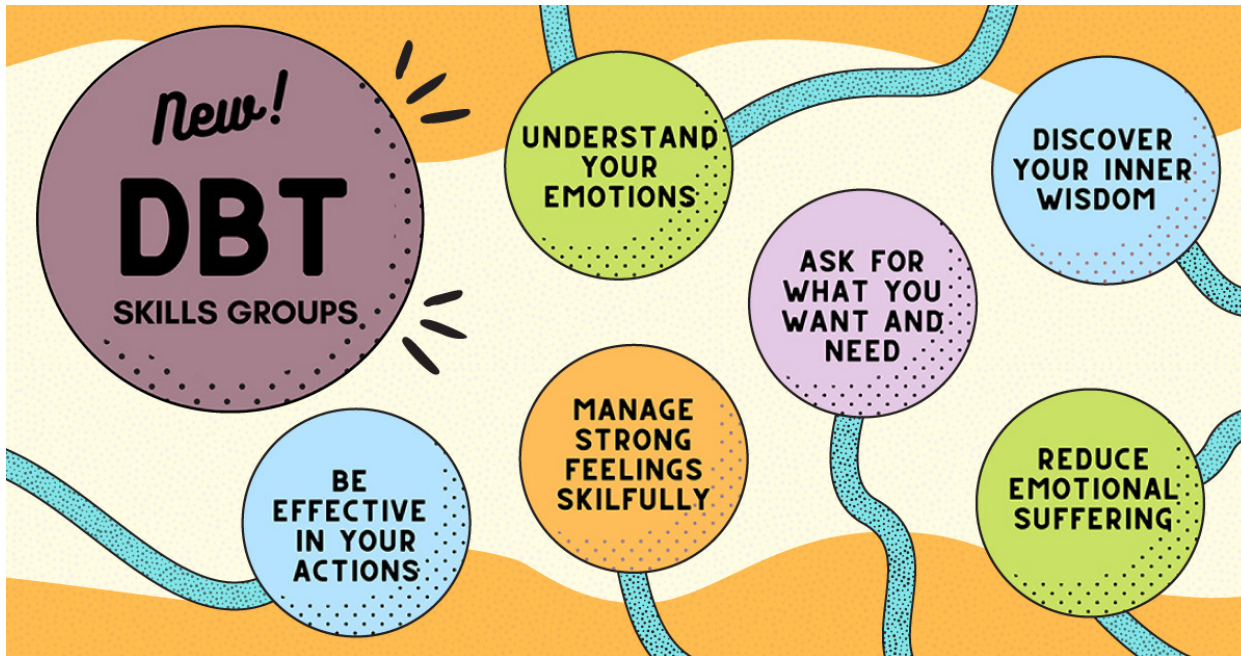 New!
DBT
SKILLS GROUPS
UNDERSTAND
YOUR
EMOTIONS
DISCOVER
YOUR INNER
WISDOM
ASK FOR
WHAT YOU
WANT AND
NEED
MANAGE
STRONG
FEELINGS
SKILFULLY
BE
EFFECTIVE
IN YOUR
ACTIONS
REDUCE
EMOTIONAL
SUFFERING